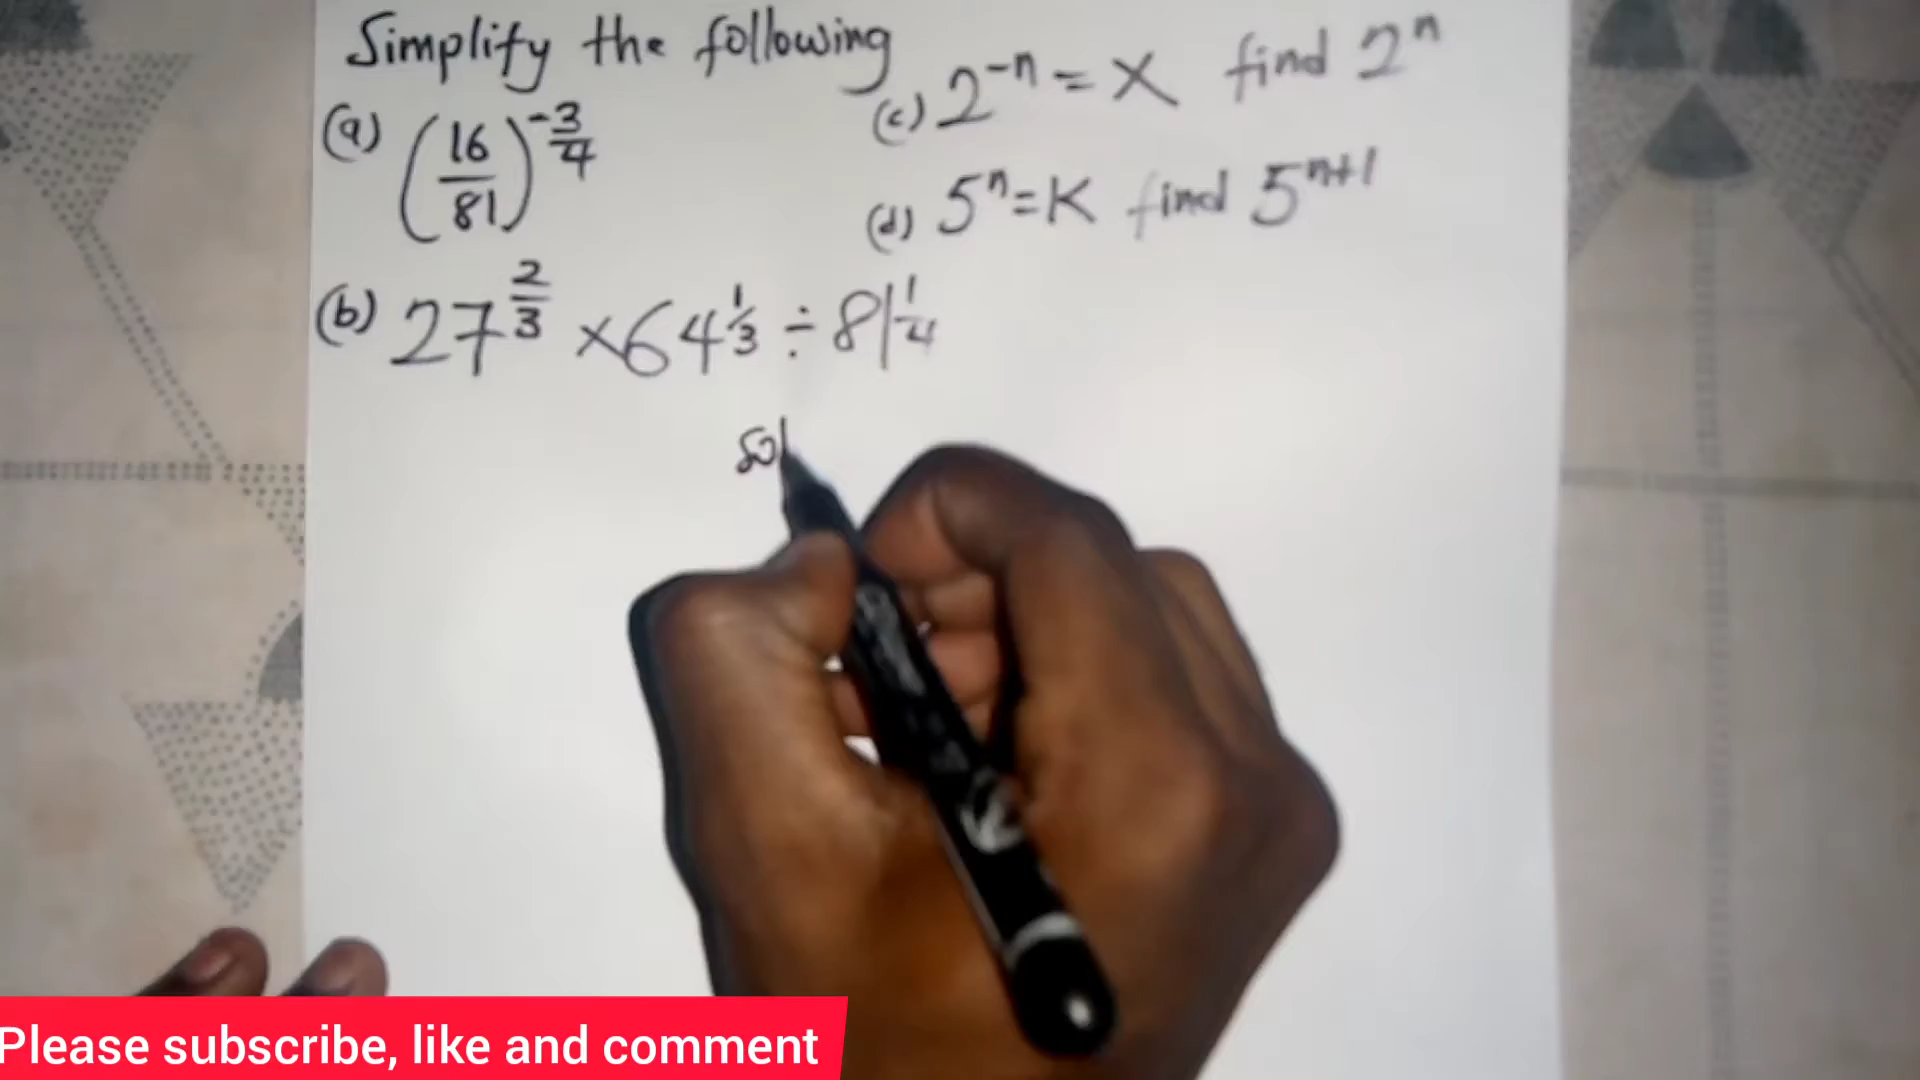 Simplify the following
(a) (16/81)^-3/4
(b) 27^2/3 × 64^1/3 ÷ 81^1/4
(c) 2^-n = x find 2^n
(d) 5^n = K find 5^n+1
Sol
Please subscribe, like and comment